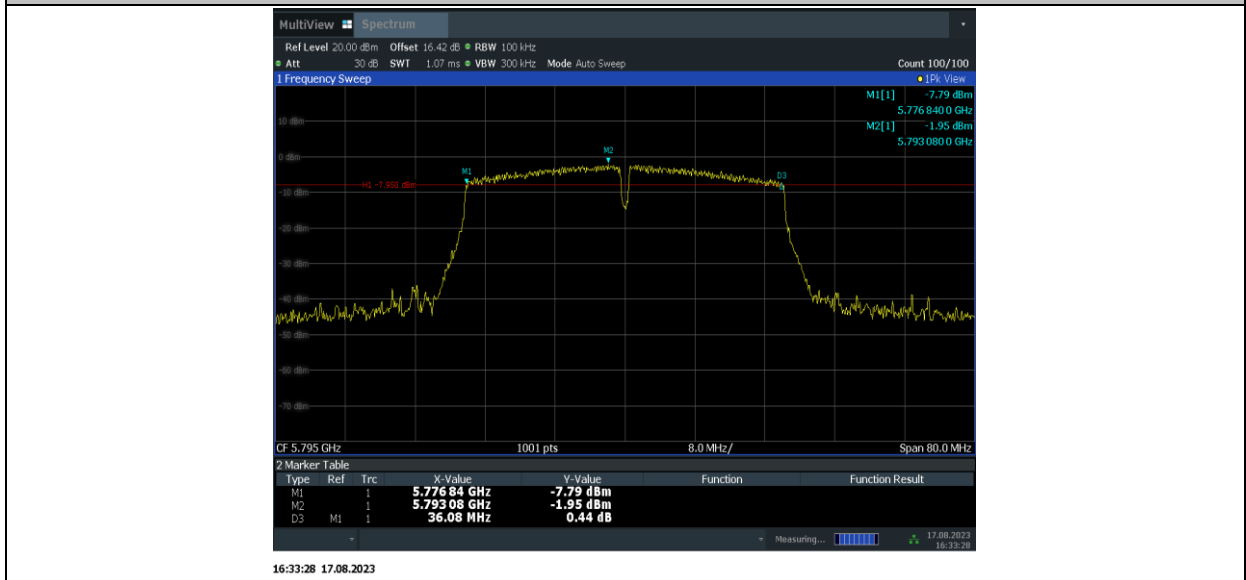 MultiView Spectrum
Ref Level 20.00 dBm Offset 16.42 dB RBW 100 kHz
Att 30 dB SWT 1.07 ms VBW 300 kHz Mode Auto Sweep Count 100/100
1 Frequency Sweep 1Pk View
M1[1] -7.79 dBm
5.776 840 0 GHz
10 dBm
M2[1] -1.95 dBm
5.793 080 0 GHz
M2
0 dBm
M1
D3
H1 -7.950 dBm
-10 dBm
-20 dBm
-30 dBm
-40 dBm
-50 dBm
-60 dBm
-70 dBm
CF 5.795 GHz 1001 pts 8.0 MHz/ Span 80.0 MHz
2 Marker Table
Type Ref Trc X-Value Y-Value Function Function Result
M1 1 5.776 84 GHz -7.79 dBm
M2 1 5.793 08 GHz -1.95 dBm
D3 M1 1 36.08 MHz 0.44 dB
Measuring... 17.08.2023
16:33:28
16:33:28 17.08.2023